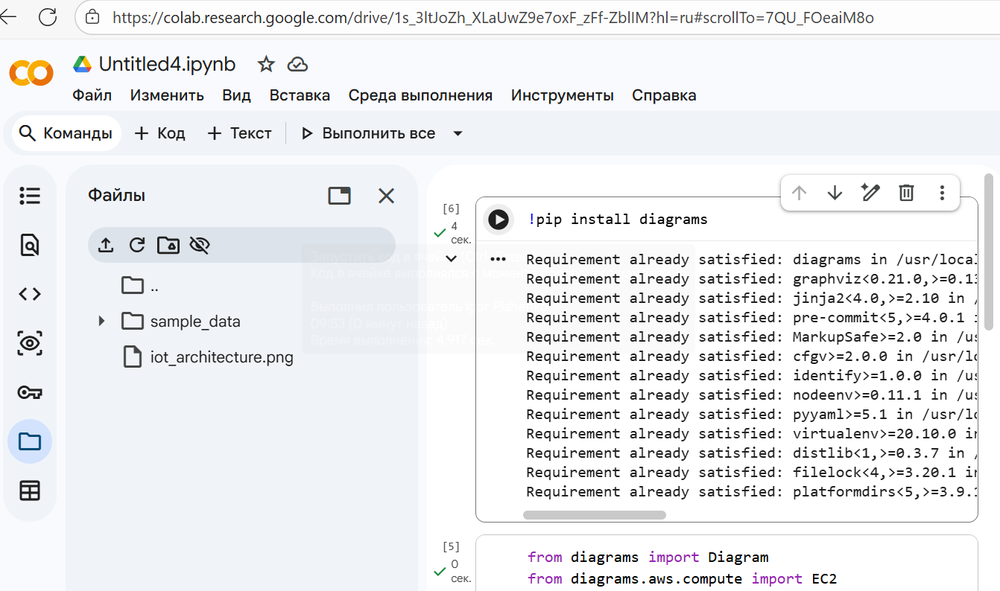 https://colab.research.google.com/drive/1s_3ltJoZh_XLaUwZ9e7oxF_zFf-ZblIM?hl=ru#scrollTo=7QU_FOeaiM8o
Untitled4.ipynb
Файл Изменить Вид Вставка Среда выполнения Инструменты Справка
Команды + Код + Текст Выполнить все
Файлы
..
sample_data
iot_architecture.png
[6]
4
сек.
!pip install diagrams
Запустить код в ячейке
Код в ячейке выполнялся с
Выполнил пользователь Igor
09:53 (0 минут назад)
Время выполнения: 4.917 сек.
Requirement already satisfied: diagrams in /usr/local
Requirement already satisfied: graphviz<0.21.0,>=0.13
Requirement already satisfied: jinja2<4.0,>=2.10 in /
Requirement already satisfied: pre-commit<5,>=4.0.1 i
Requirement already satisfied: MarkupSafe>=2.0 in /us
Requirement already satisfied: cfgv>=2.0.0 in /usr/lo
Requirement already satisfied: identify>=1.0.0 in /us
Requirement already satisfied: nodeenv>=0.11.1 in /us
Requirement already satisfied: pyyaml>=5.1 in /usr/lo
Requirement already satisfied: virtualenv>=20.10.0 in
Requirement already satisfied: distlib<1,>=0.3.7 in /
Requirement already satisfied: filelock<4,>=3.20.1 in
Requirement already satisfied: platformdirs<5,>=3.9.1
[5]
0
сек.
from diagrams import Diagram
from diagrams.aws.compute import EC2